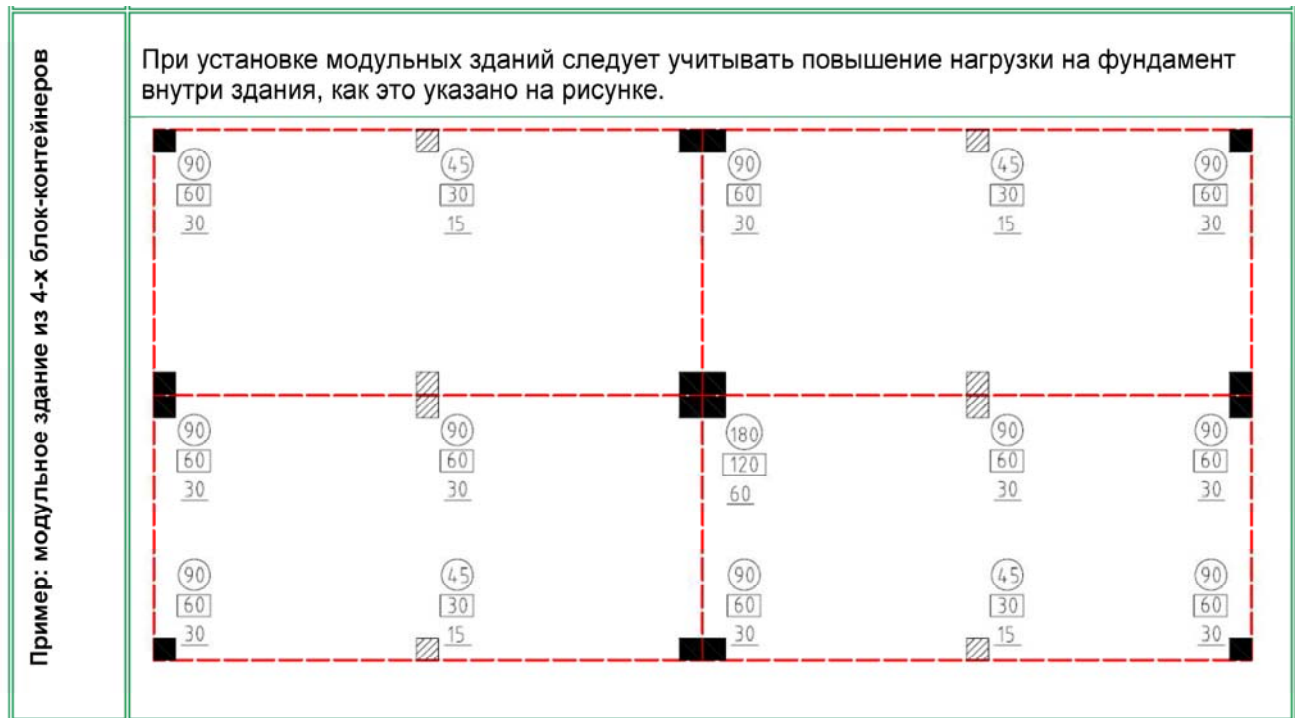 Пример: модульное здание из 4-х блок-контейнеров
При установке модульных зданий следует учитывать повышение нагрузки на фундамент
внутри здания, как это указано на рисунке.
90 45 90 45 90
60 30 60 30 60
30 15 30 15 30
90 90 180 90 90
60 60 120 60 60
30 30 60 30 30
90 45 90 45 90
60 30 60 30 60
30 15 30 15 30